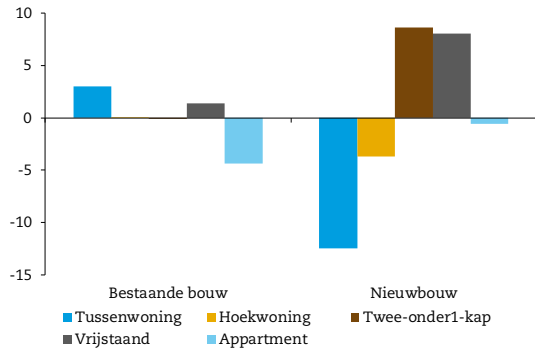 10
5
0
-5
-10
-15
Bestaande bouw Nieuwbouw
Tussenwoning Hoekwoning Twee-onder1-kap
Vrijstaand Appartment